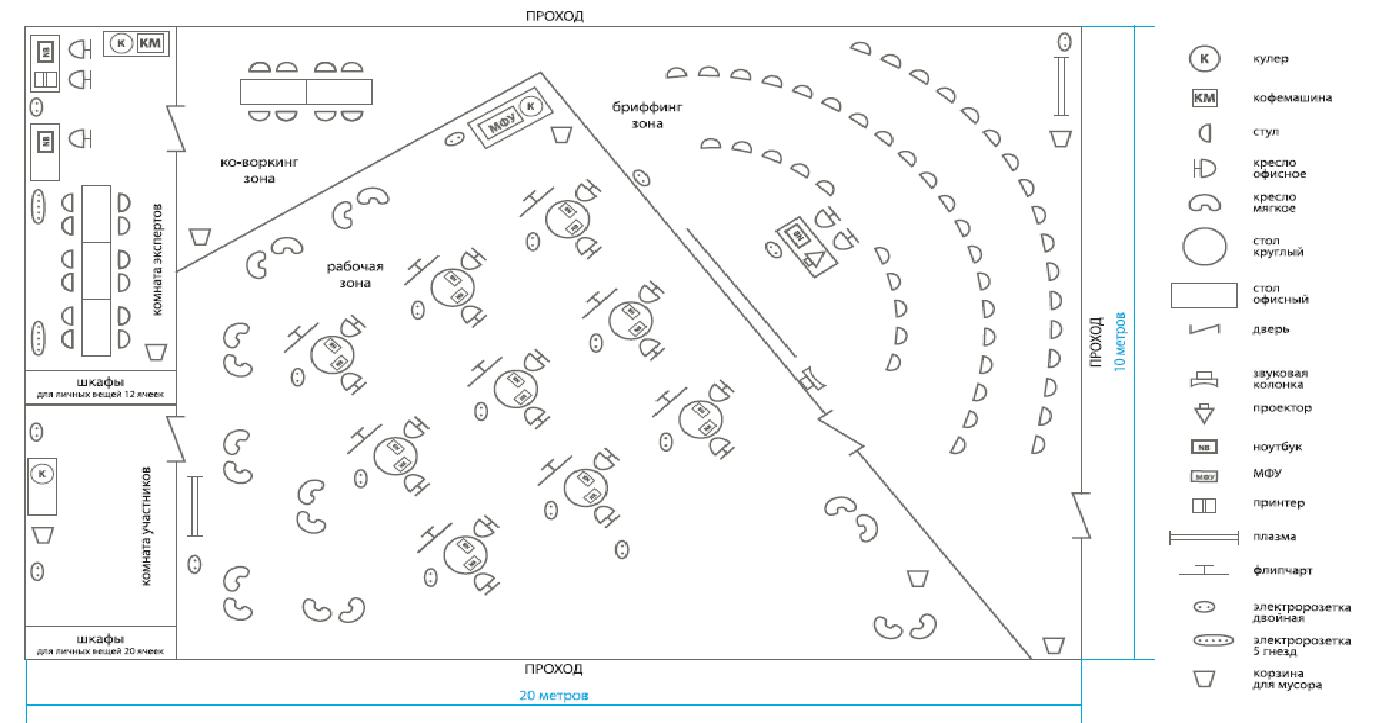 ПРОХОД
К
КМ
NB
NB
комната экспертов
шкафы
для личных вещей 12 ячеек
К
комната участников
шкафы
для личных вещей 20 ячеек
ко-воркинг
зона
МФУ
К
рабочая
зона
бриффинг
зона
ПРОХОД
10 метров
ПРОХОД
20 метров
К
кулер
КМ
кофемашина
стул
кресло
офисное
кресло
мягкое
стол
круглый
стол
офисный
дверь
звуковая
колонка
проектор
NB
ноутбук
МФУ
МФУ
принтер
плазма
флипчарт
электророзетка
двойная
электророзетка
5 гнезд
корзина
для мусора